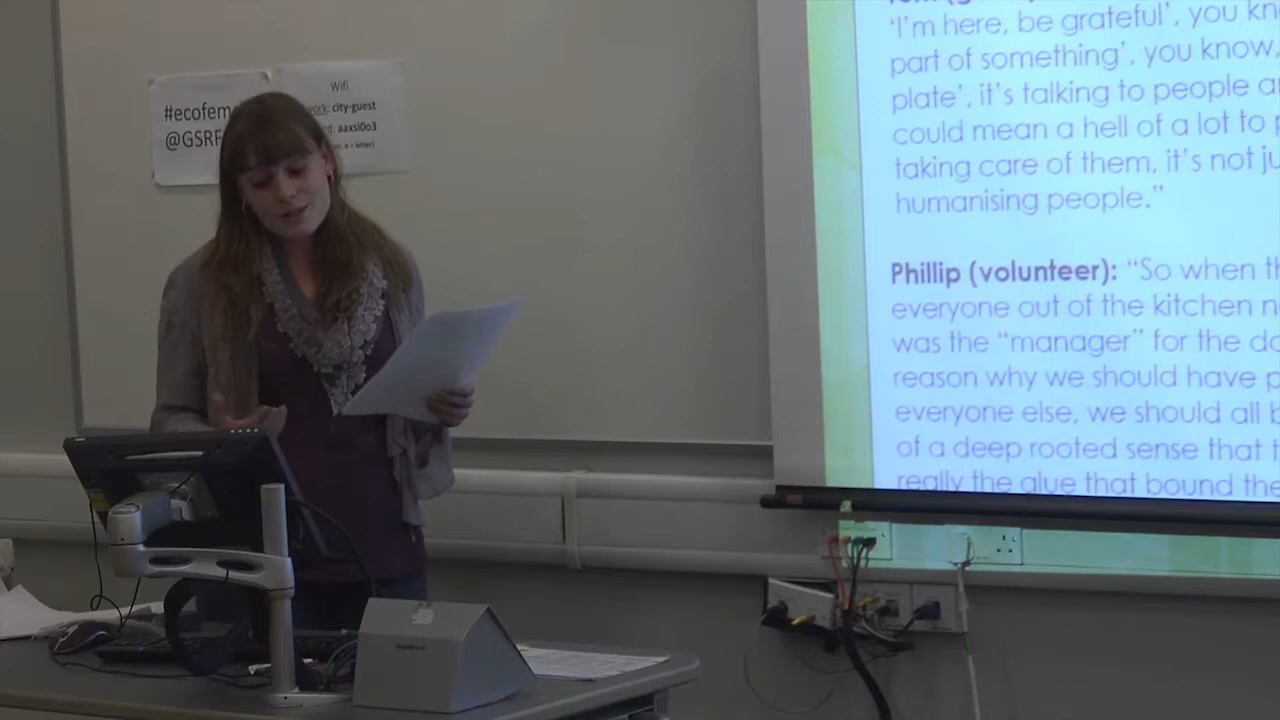 #ecofem
@GSRF
Wifi
work: city-guest
aaxsi0o3
= letter)
'I'm here, be grateful', you kn
part of something', you know,
plate', it's talking to people a
could mean a hell of a lot to
taking care of them, it's not ju
humanising people."
Phillip (volunteer): "So when th
everyone out of the kitchen n
was the "manager" for the da
reason why we should have p
everyone else, we should all b
of a deep rooted sense that t
really the glue that bound the